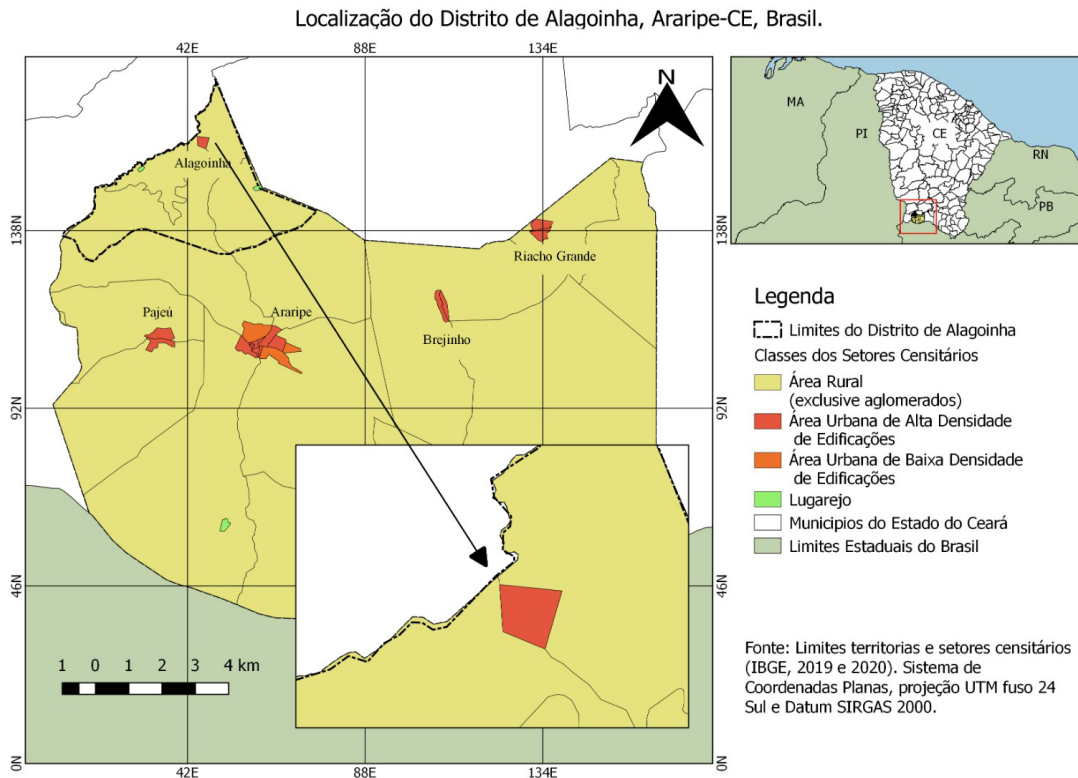 Localização do Distrito de Alagoinha, Araripe-CE, Brasil.
42E
88E
134E
N
MA
PI
CE
RN
PB
Alagoinha
138N
138N
Riacho Grande
Pajeú
Araripe
Brejinho
92N
92N
46N
46N
0N
0N
1 0 1 2 3 4 km
42E
88E
134E
Legenda
Limites do Distrito de Alagoinha
Classes dos Setores Censitários
Área Rural
(exclusive aglomerados)
Área Urbana de Alta Densidade
de Edificações
Área Urbana de Baixa Densidade
de Edificações
Lugarejo
Municipios do Estado do Ceará
Limites Estaduais do Brasil
Fonte: Limites territorias e setores censitários
(IBGE, 2019 e 2020). Sistema de
Coordenadas Planas, projeção UTM fuso 24
Sul e Datum SIRGAS 2000.